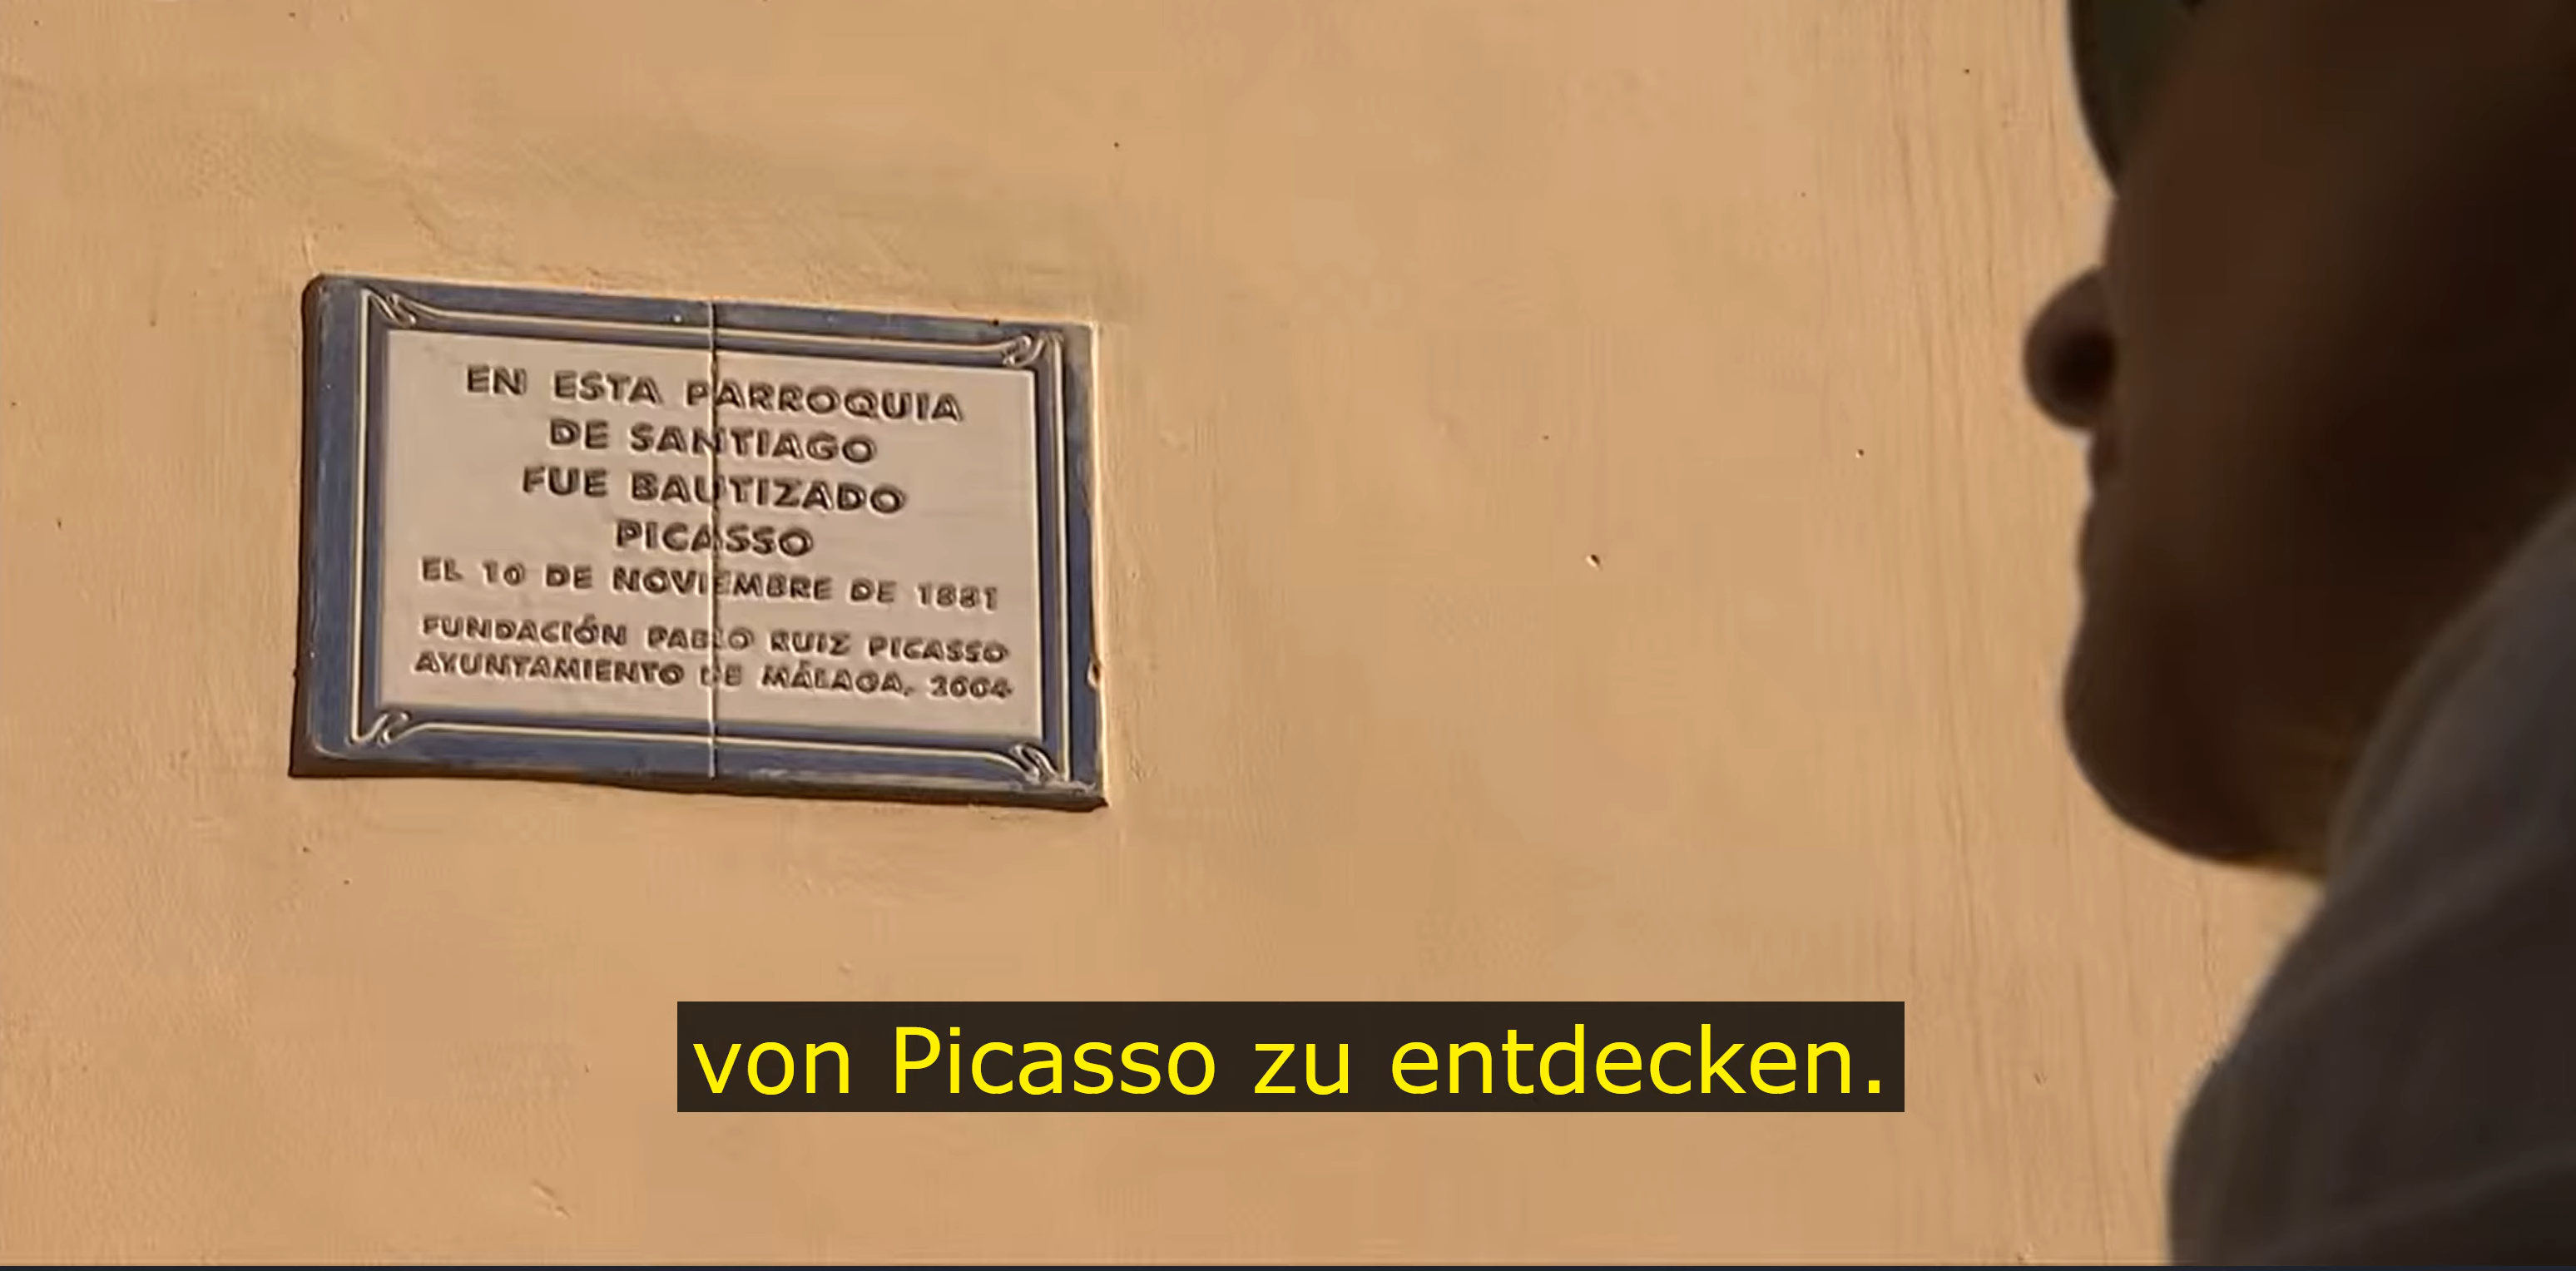 EN ESTA PARROQUIA
DE SANTIAGO
FUE BAUTIZADO
PICASSO
EL 10 DE NOVIEMBRE DE 1881
FUNDACIÓN PABLO RUIZ PICASSO
AYUNTAMIENTO DE MÁLAGA, 2004
von Picasso zu entdecken.